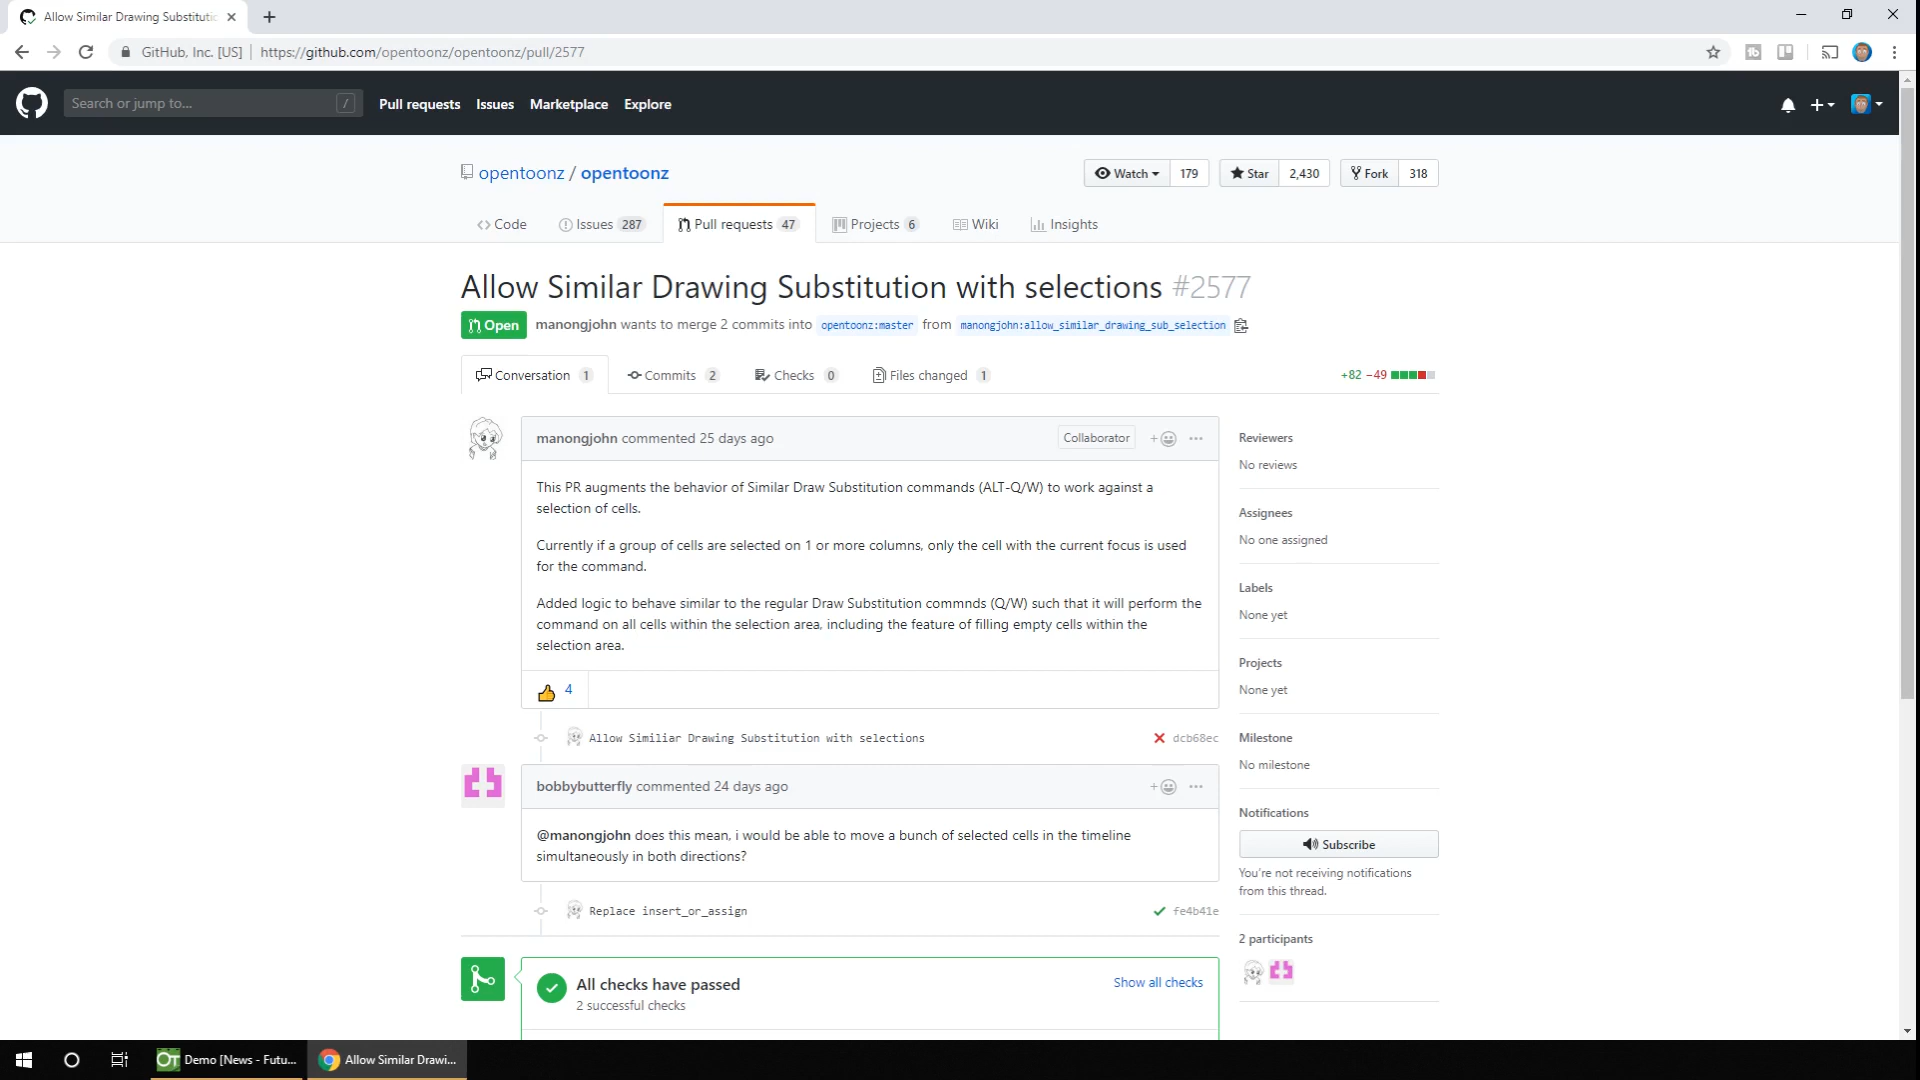 Allow Similar Drawing Substitutic
GitHub, Inc. [US] https://github.com/opentoonz/opentoonz/pull/2577
Search or jump to... /
Pull requests Issues Marketplace Explore
opentoonz / opentoonz
Watch 179 Star 2,430 Fork 318
Code Issues 287 Pull requests 47 Projects 6 Wiki Insights
Allow Similar Drawing Substitution with selections #2577
Open manongjohn wants to merge 2 commits into opentoonz:master from manongjohn:allow_similar_drawing_sub_selection
Conversation 1 Commits 2 Checks 0 Files changed 1 +82 −49
manongjohn commented 25 days ago Collaborator
This PR augments the behavior of Similar Draw Substitution commands (ALT-Q/W) to work against a
selection of cells.
Currently if a group of cells are selected on 1 or more columns, only the cell with the current focus is used
for the command.
Added logic to behave similar to the regular Draw Substitution commnds (Q/W) such that it will perform the
command on all cells within the selection area, including the feature of filling empty cells within the
selection area.
4
Allow Similiar Drawing Substitution with selections dcb68ec
bobbybutterfly commented 24 days ago
@manongjohn does this mean, i would be able to move a bunch of selected cells in the timeline
simultaneously in both directions?
Replace insert_or_assign fe4b41e
All checks have passed Show all checks
2 successful checks
Reviewers
No reviews
Assignees
No one assigned
Labels
None yet
Projects
None yet
Milestone
No milestone
Notifications
Subscribe
You're not receiving notifications
from this thread.
2 participants
OT Demo [News - Futu... Allow Similar Drawi...